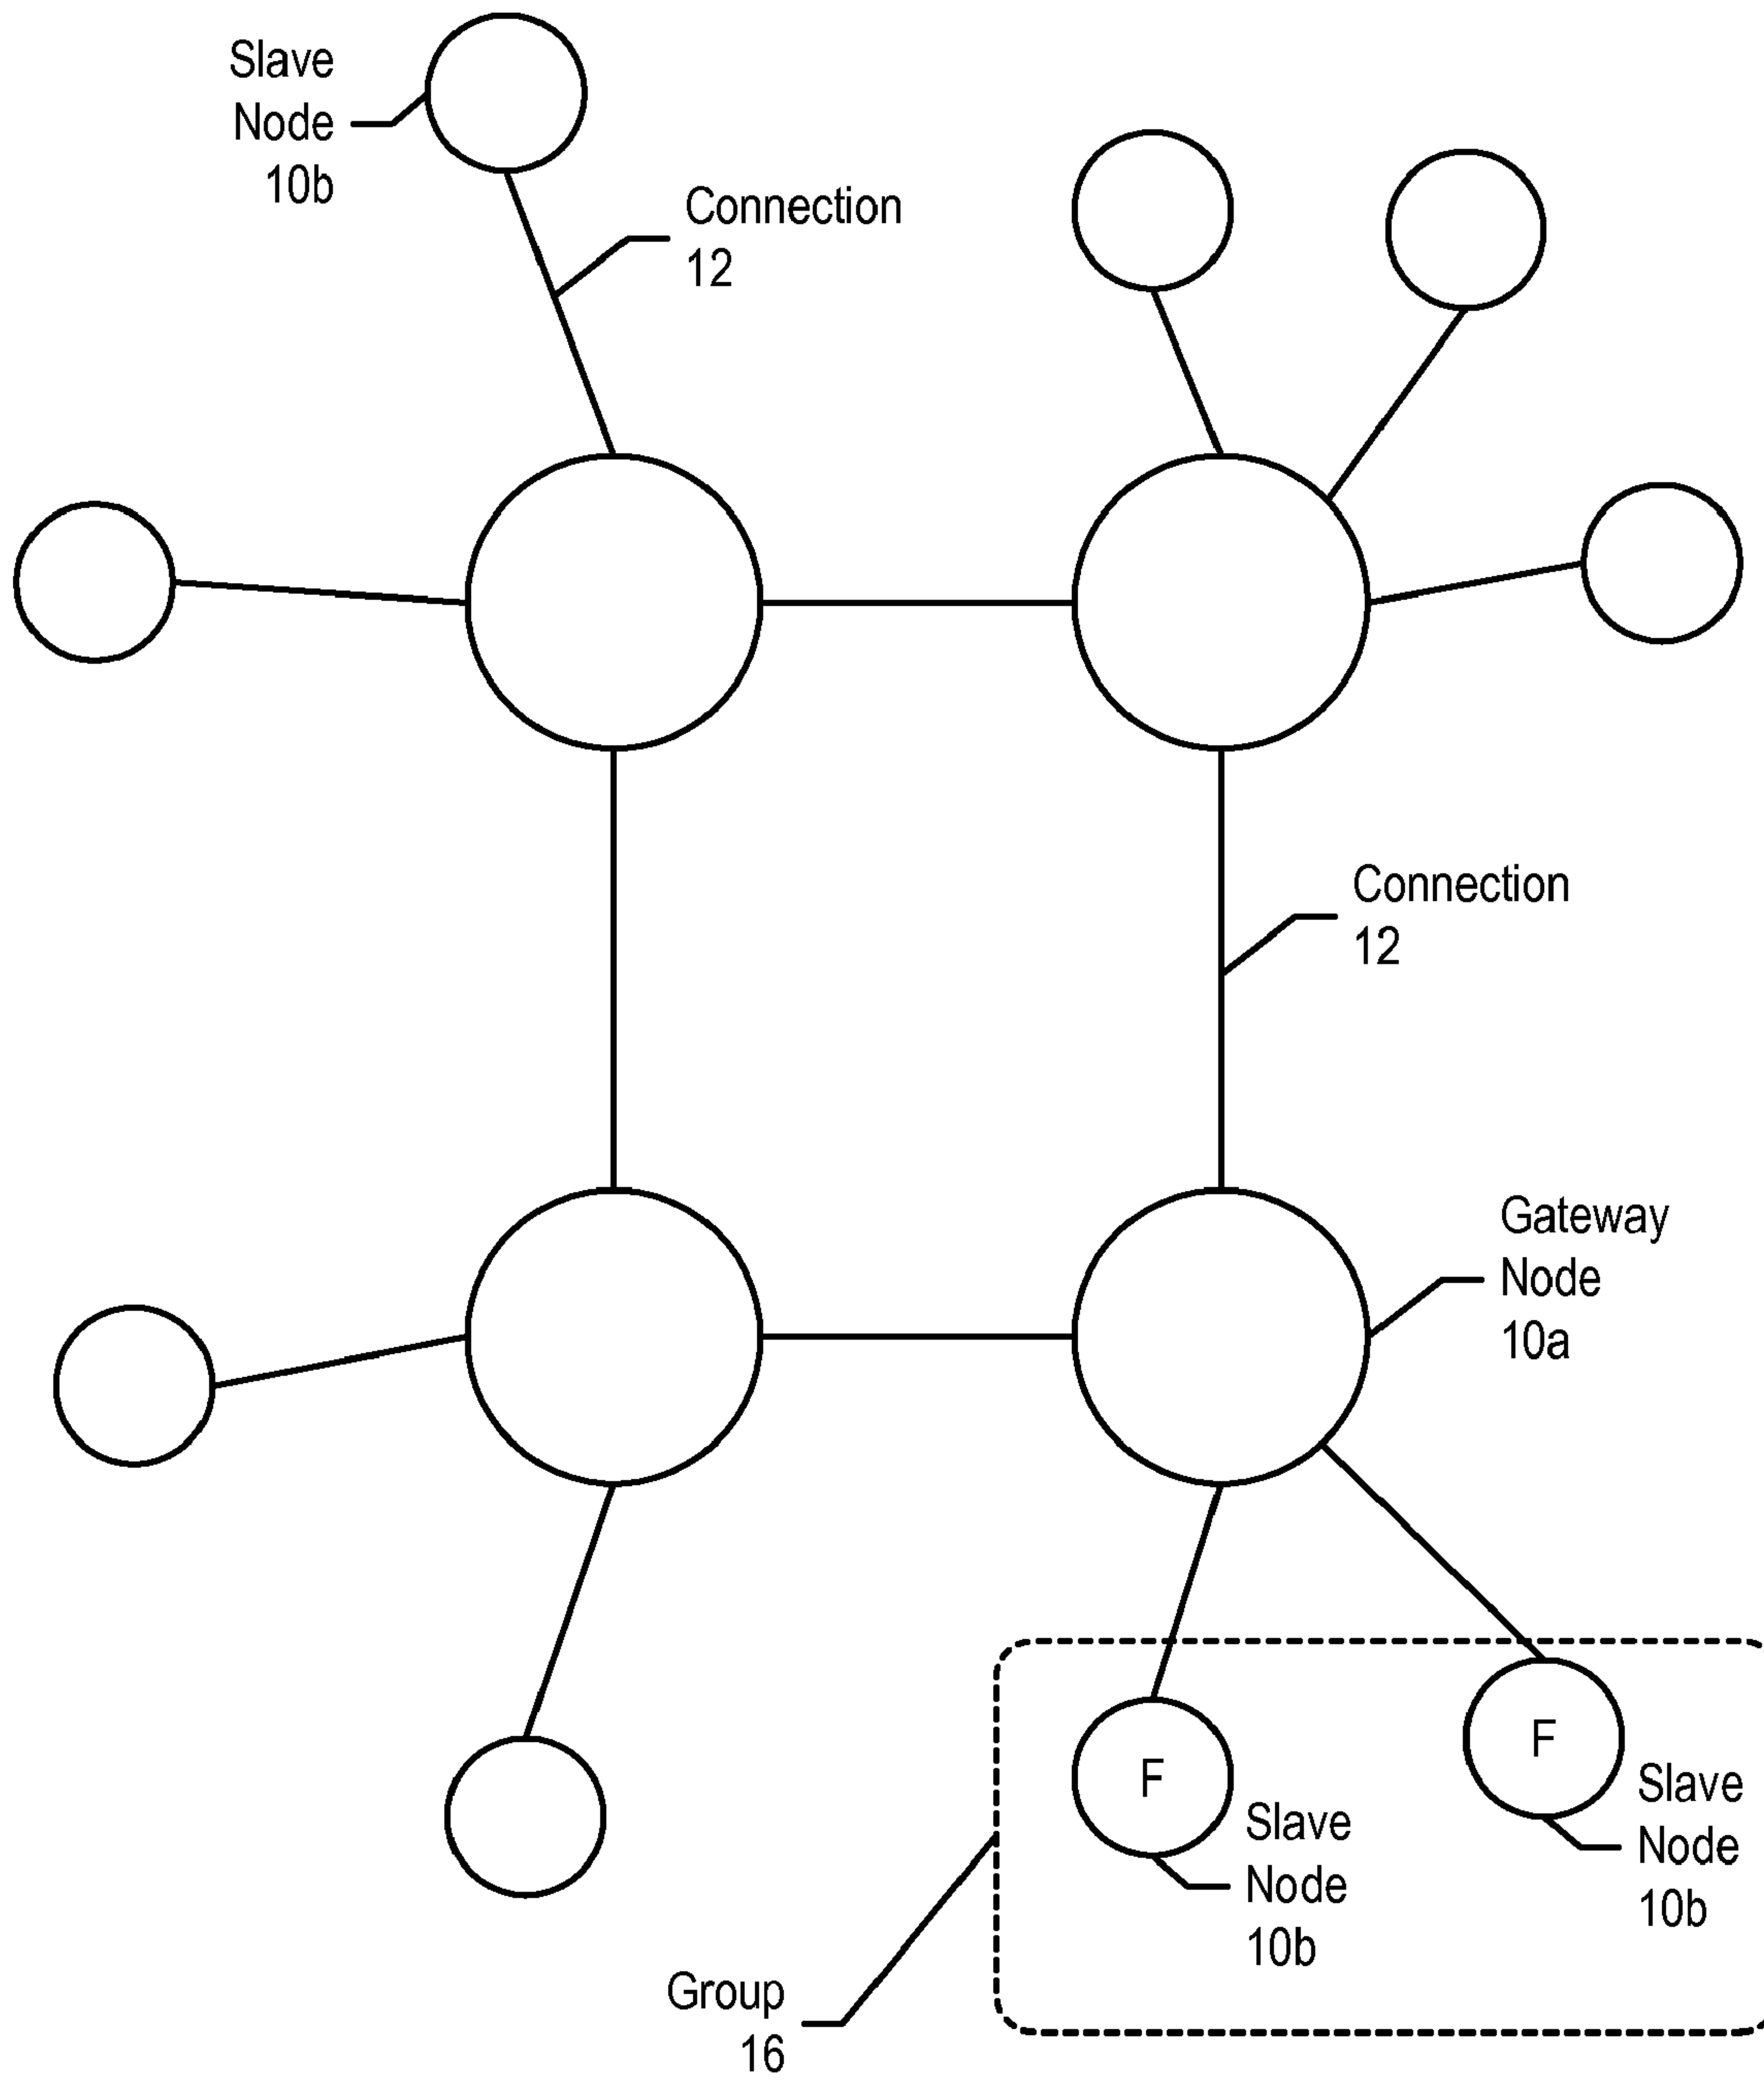 Slave
Node
10b
Connection
12
Connection
12
Gateway
Node
10a
F
F
Slave
Node
10b
Slave
Node
10b
Group
16